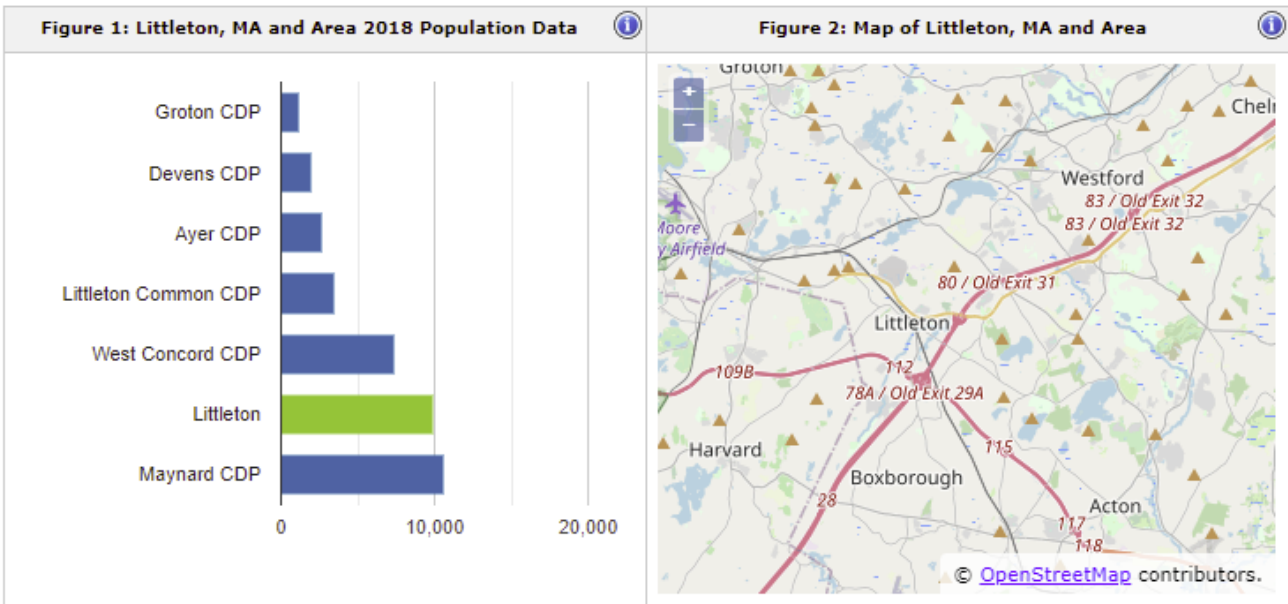 Figure 1: Littleton, MA and Area 2018 Population Data
Groton CDP
Devens CDP
Ayer CDP
Littleton Common CDP
West Concord CDP
Littleton
Maynard CDP
0 10,000 20,000
Figure 2: Map of Littleton, MA and Area
+
−
Groton
Chel
Westford
83 / Old Exit 32
83 / Old Exit 32
Moore
y Airfield
80 / Old Exit 31
Littleton
109B
112
78A / Old Exit 29A
Harvard
115
Boxborough
28
Acton
117
118
© OpenStreetMap contributors.